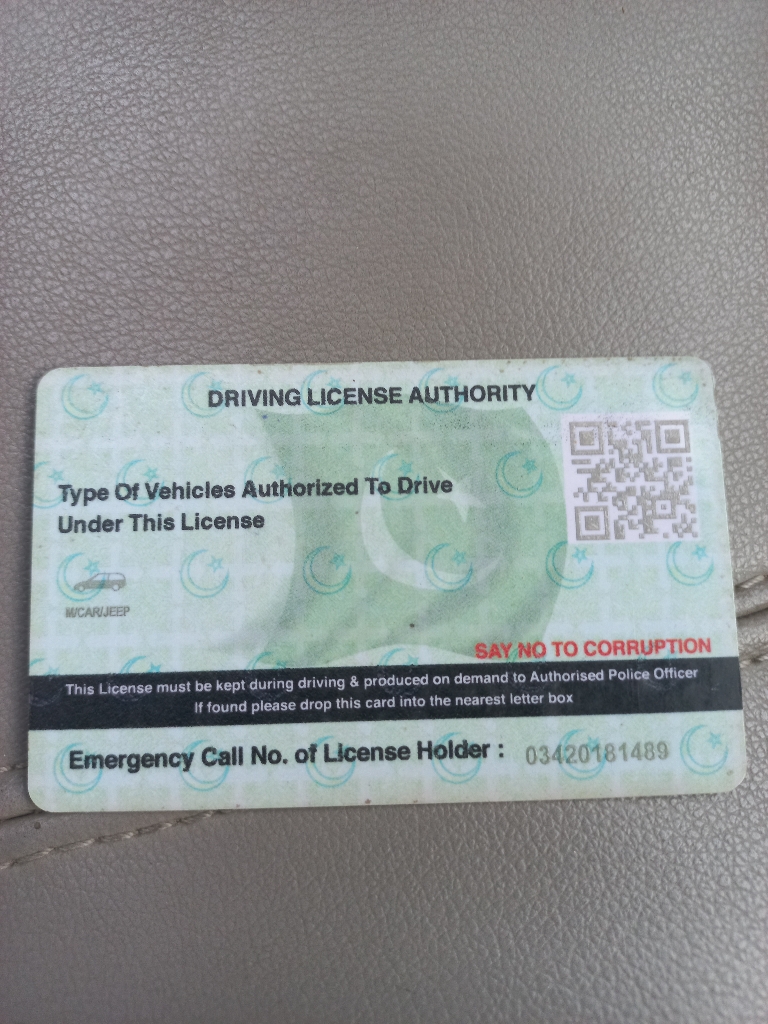 DRIVING LICENSE AUTHORITY
Type Of Vehicles Authorized To Drive
Under This License
M/CAR/JEEP
SAY NO TO CORRUPTION
This License must be kept during driving & produced on demand to Authorised Police Officer
If found please drop this card into the nearest letter box
Emergency Call No. of License Holder : 03420181489